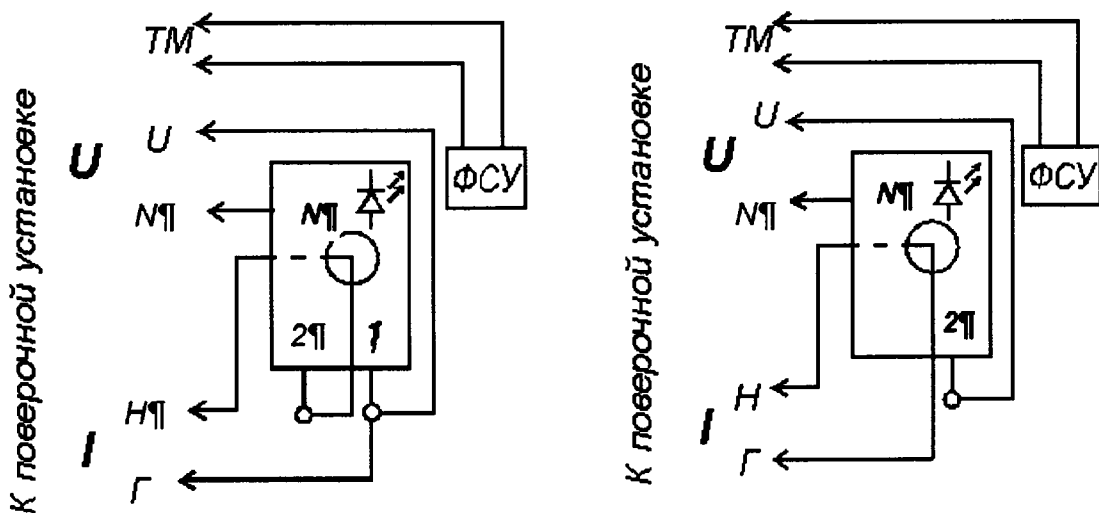 К поверочной установке
ТМ
U
U
N¶
Н¶
I
Г
ФСУ
N¶
2¶
1
К поверочной установке
ТМ
U
U
N¶
Н
I
Г
ФСУ
N¶
2¶